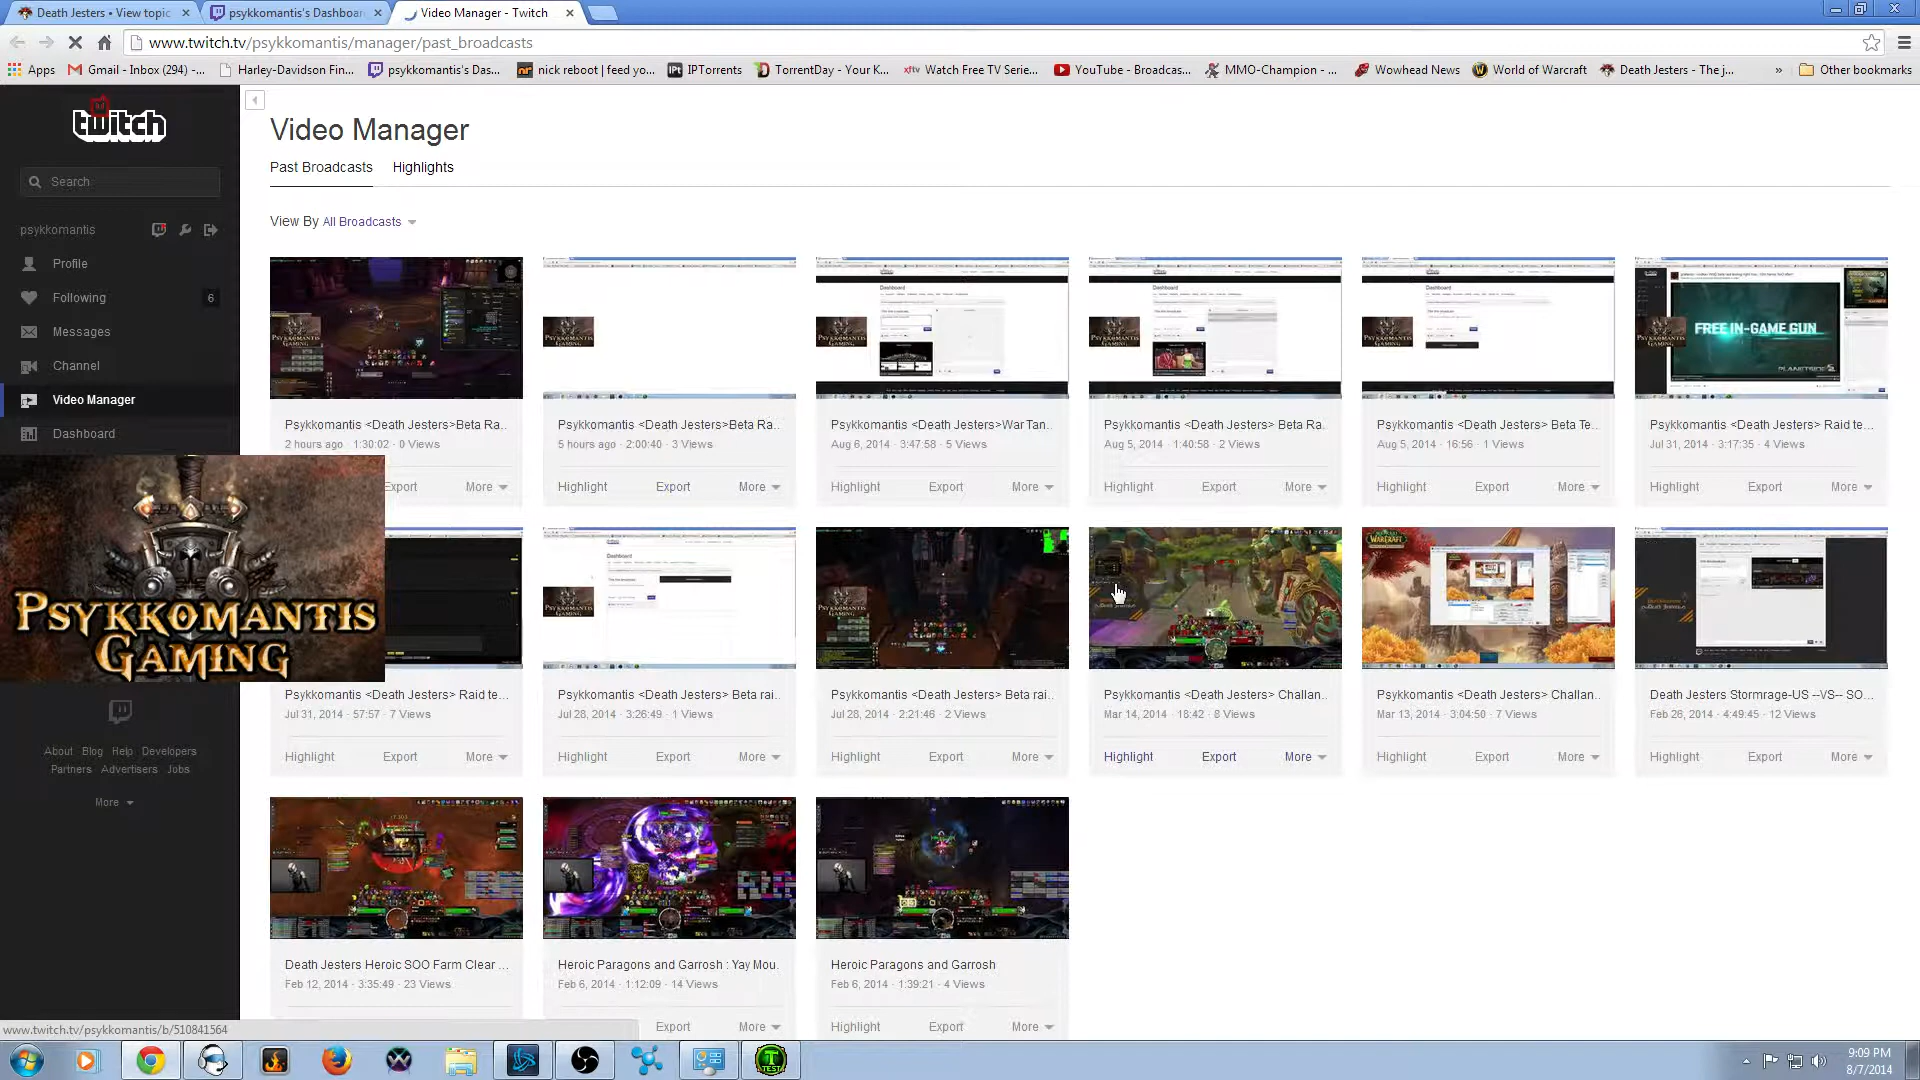 Death Jesters • View topic
psykkomantis's Dashboar
Video Manager - Twitch
www.twitch.tv/psykkomantis/manager/past_broadcasts
Apps
Gmail - Inbox (294) -...
Harley-Davidson Fin...
psykkomantis's Das...
nick reboot | feed yo...
IPTorrents
TorrentDay - Your K...
Watch Free TV Serie...
YouTube - Broadcas...
MMO-Champion - ...
Wowhead News
World of Warcraft
Death Jesters - The j...
»
Other bookmarks
twitch
Search
psykkomantis
Profile
Following 6
Messages
Channel
Video Manager
Dashboard
PSYKKOMANTIS
GAMING
About Blog Help Developers
Partners Advertisers Jobs
More
Video Manager
Past Broadcasts Highlights
View By All Broadcasts
FREE IN-GAME GUN
PLANETSIDE 2
Psykkomantis <Death Jesters>Beta Ra..
2 hours ago · 1:30:02 · 0 Views
Export More
Psykkomantis <Death Jesters>Beta Ra..
5 hours ago · 2:00:40 · 3 Views
Highlight Export More
Psykkomantis <Death Jesters>War Tan..
Aug 6, 2014 · 3:47:58 · 5 Views
Highlight Export More
Psykkomantis <Death Jesters> Beta Ra..
Aug 5, 2014 · 1:40:58 · 2 Views
Highlight Export More
Psykkomantis <Death Jesters> Beta Te..
Aug 5, 2014 · 16:56 · 1 Views
Highlight Export More
Psykkomantis <Death Jesters> Raid te...
Jul 31, 2014 · 3:17:35 · 4 Views
Highlight Export More
Psykkomantis <Death Jesters> Raid te...
Jul 31, 2014 · 57:57 · 7 Views
Highlight Export More
Psykkomantis <Death Jesters> Beta rai..
Jul 28, 2014 · 3:26:49 · 1 Views
Highlight Export More
Psykkomantis <Death Jesters> Beta rai...
Jul 28, 2014 · 2:21:46 · 2 Views
Highlight Export More
Psykkomantis <Death Jesters> Challan..
Mar 14, 2014 · 18:42 · 8 Views
Highlight Export More
Psykkomantis <Death Jesters> Challan..
Mar 13, 2014 · 3:04:50 · 7 Views
Highlight Export More
Death Jesters Stormrage-US --VS-- SO...
Feb 26, 2014 · 4:49:45 · 12 Views
Highlight Export More
Death Jesters Heroic SOO Farm Clear ...
Feb 12, 2014 · 3:35:49 · 23 Views
Heroic Paragons and Garrosh : Yay Mou.
Feb 6, 2014 · 1:12:09 · 14 Views
Export More
Heroic Paragons and Garrosh
Feb 6, 2014 · 1:39:21 · 4 Views
Highlight Export More
www.twitch.tv/psykkomantis/b/510841564
TEST
9:09 PM
8/7/2014